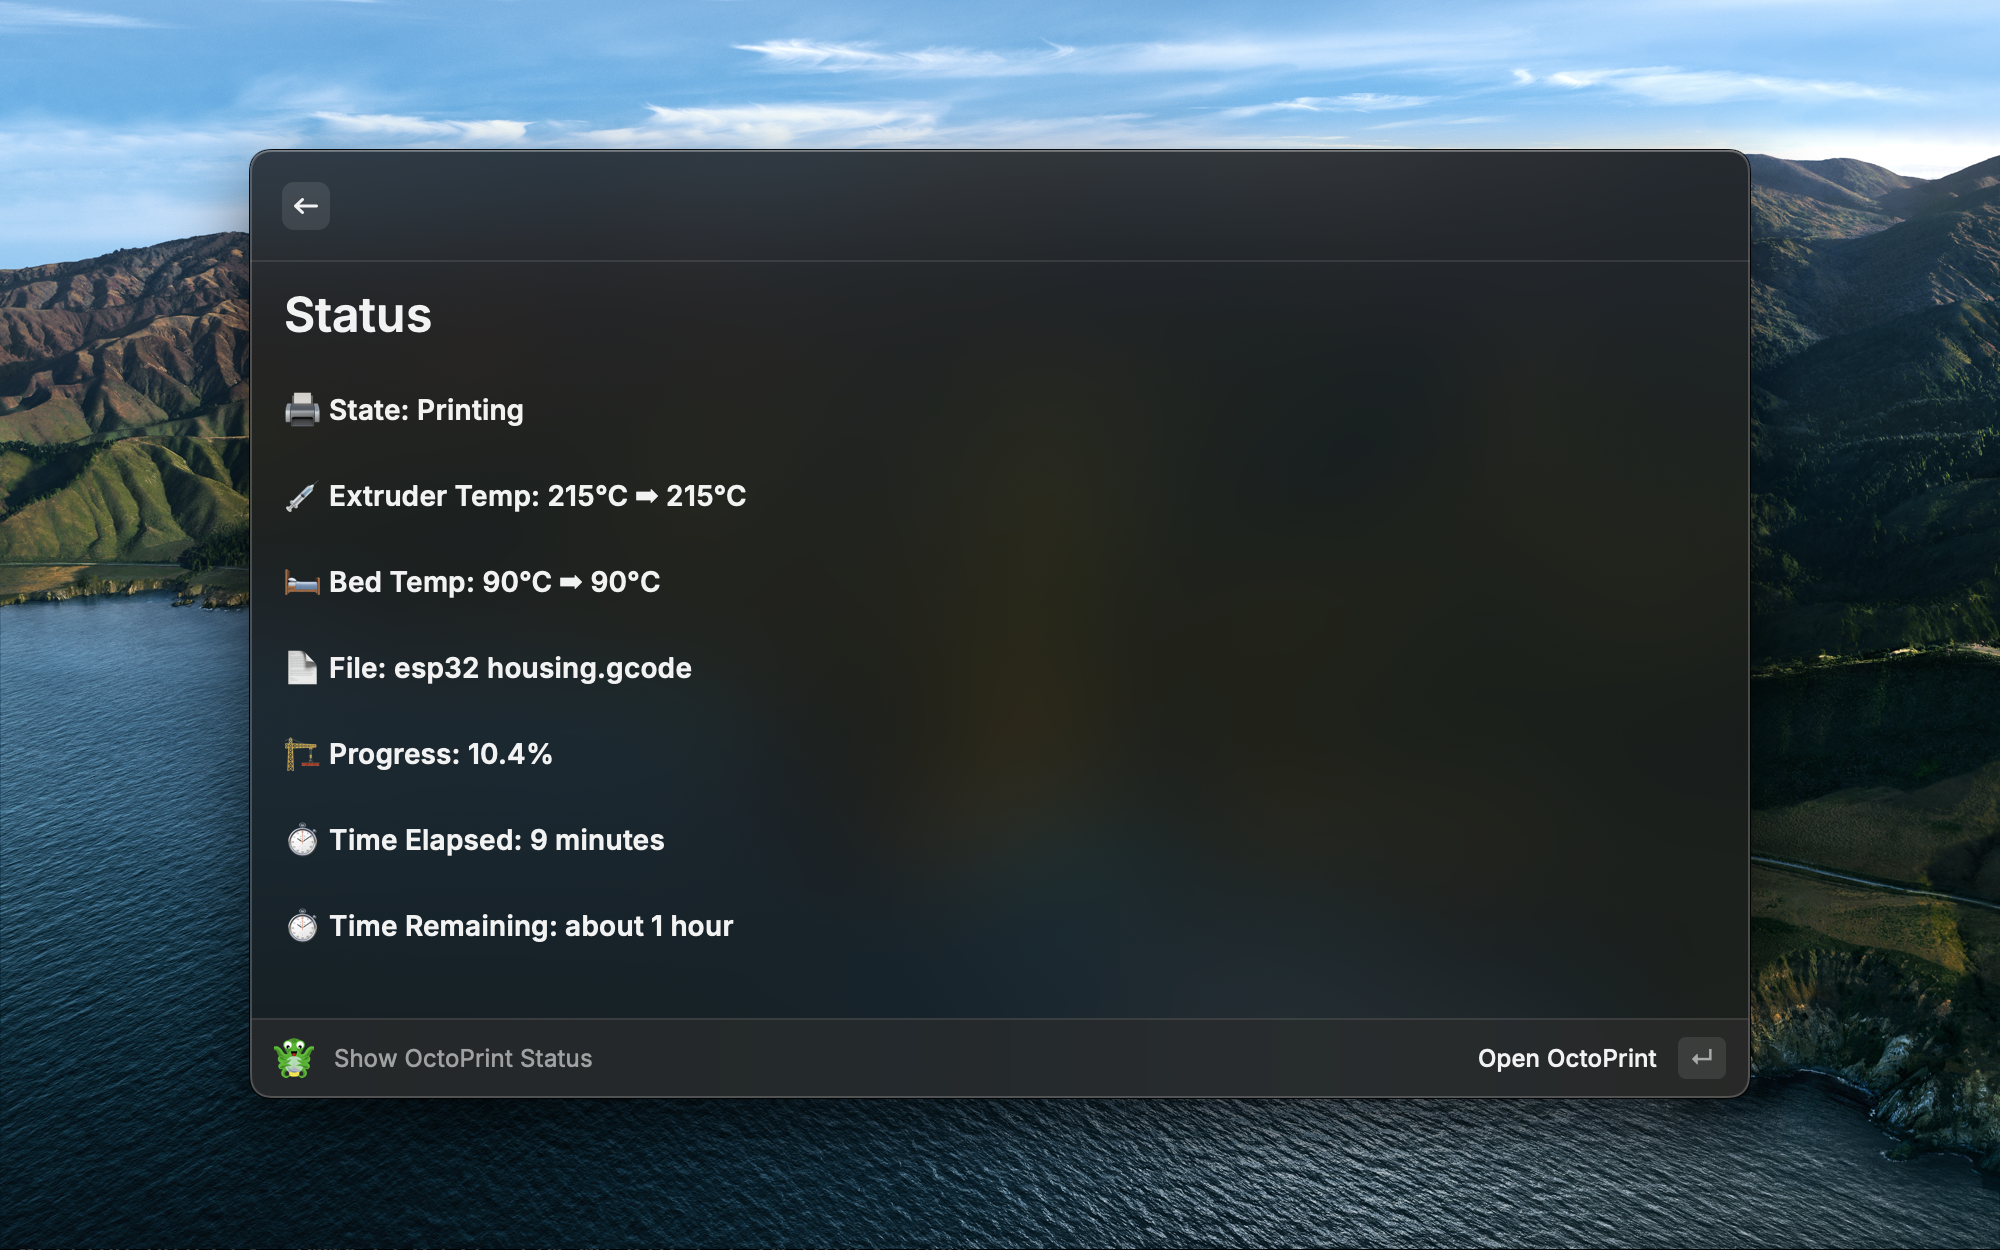 Status
State: Printing
Extruder Temp: 215°C ➡ 215°C
Bed Temp: 90°C ➡ 90°C
File: esp32 housing.gcode
Progress: 10.4%
Time Elapsed: 9 minutes
Time Remaining: about 1 hour
Show OctoPrint Status
Open OctoPrint